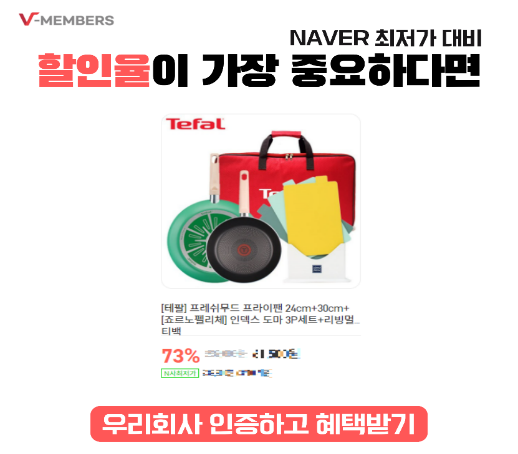 V-MEMBERS
NAVER 최저가 대비
할인율이 가장 중요하다면
Tefal
Te
[테팔] 프레쉬무드 프라이팬 24cm+30cm+
[죠르노펠리체] 인덱스 도마 3P세트+리빙멀...
티백
73%
N사최저가
우리회사 인증하고 혜택받기